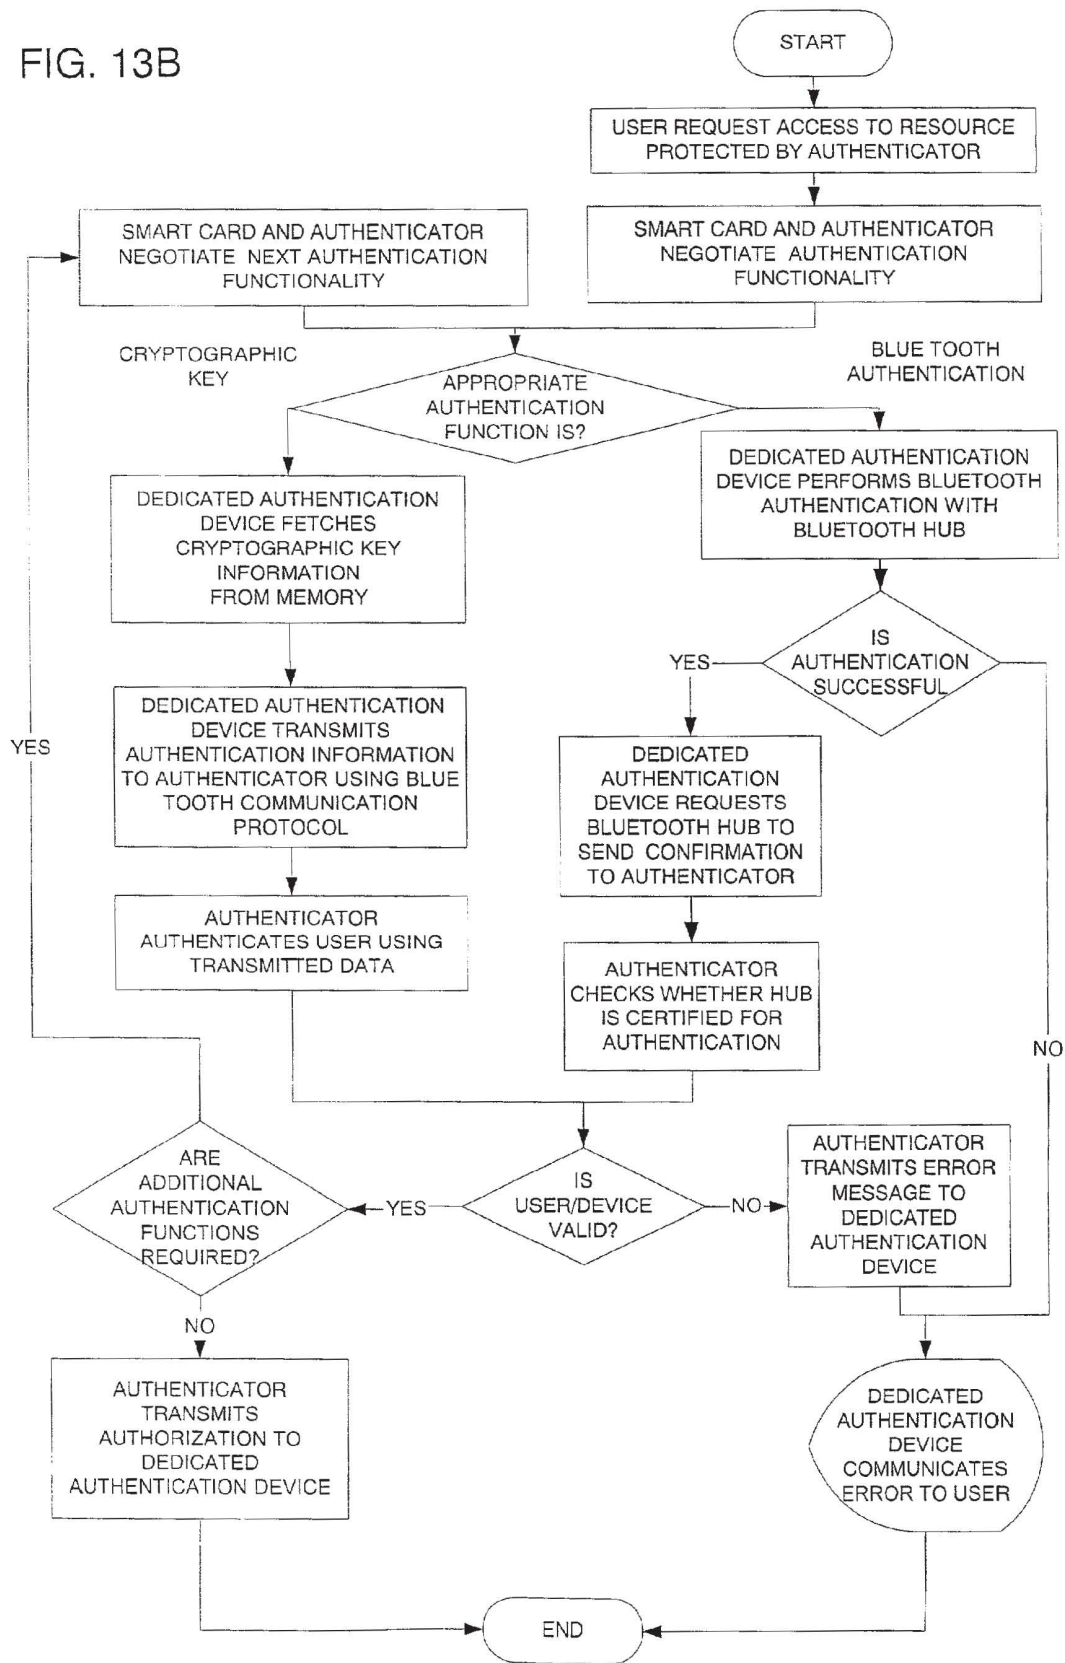 FIG. 13B
START
USER REQUEST ACCESS TO RESOURCE
PROTECTED BY AUTHENTICATOR
SMART CARD AND AUTHENTICATOR
NEGOTIATE NEXT AUTHENTICATION
FUNCTIONALITY
SMART CARD AND AUTHENTICATOR
NEGOTIATE AUTHENTICATION
FUNCTIONALITY
CRYPTOGRAPHIC
KEY
APPROPRIATE
AUTHENTICATION
FUNCTION IS?
BLUE TOOTH
AUTHENTICATION
DEDICATED AUTHENTICATION
DEVICE FETCHES
CRYPTOGRAPHIC KEY
INFORMATION
FROM MEMORY
DEDICATED AUTHENTICATION
DEVICE PERFORMS BLUETOOTH
AUTHENTICATION WITH
BLUETOOTH HUB
IS
AUTHENTICATION
SUCCESSFUL
YES
NO
DEDICATED AUTHENTICATION
DEVICE TRANSMITS
AUTHENTICATION INFORMATION
TO AUTHENTICATOR USING BLUE
TOOTH COMMUNICATION
PROTOCOL
DEDICATED
AUTHENTICATION
DEVICE REQUESTS
BLUETOOTH HUB TO
SEND CONFIRMATION
TO AUTHENTICATOR
YES
AUTHENTICATOR
AUTHENTICATES USER USING
TRANSMITTED DATA
AUTHENTICATOR
CHECKS WHETHER HUB
IS CERTIFIED FOR
AUTHENTICATION
ARE
ADDITIONAL
AUTHENTICATION
FUNCTIONS
REQUIRED?
YES
IS
USER/DEVICE
VALID?
NO
AUTHENTICATOR
TRANSMITS ERROR
MESSAGE TO
DEDICATED
AUTHENTICATION
DEVICE
NO
AUTHENTICATOR
TRANSMITS
AUTHORIZATION TO
DEDICATED
AUTHENTICATION DEVICE
DEDICATED
AUTHENTICATION
DEVICE
COMMUNICATES
ERROR TO USER
END